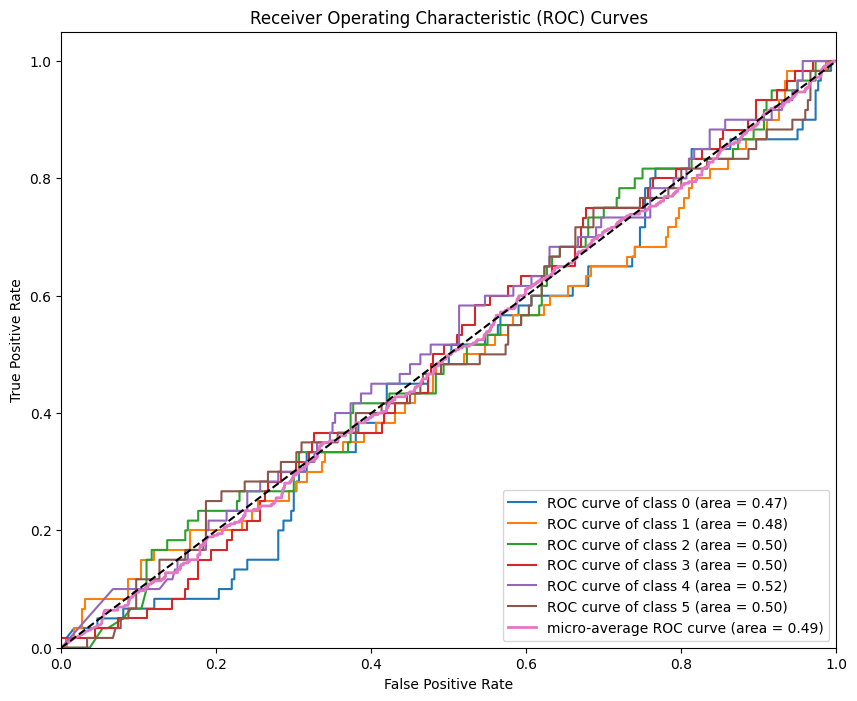 Receiver Operating Characteristic (ROC) Curves
True Positive Rate
1.0
0.8
0.6
0.4
0.2
0.0
0.0 0.2 0.4 0.6 0.8 1.0
False Positive Rate
ROC curve of class 0 (area = 0.47)
ROC curve of class 1 (area = 0.48)
ROC curve of class 2 (area = 0.50)
ROC curve of class 3 (area = 0.50)
ROC curve of class 4 (area = 0.52)
ROC curve of class 5 (area = 0.50)
micro-average ROC curve (area = 0.49)